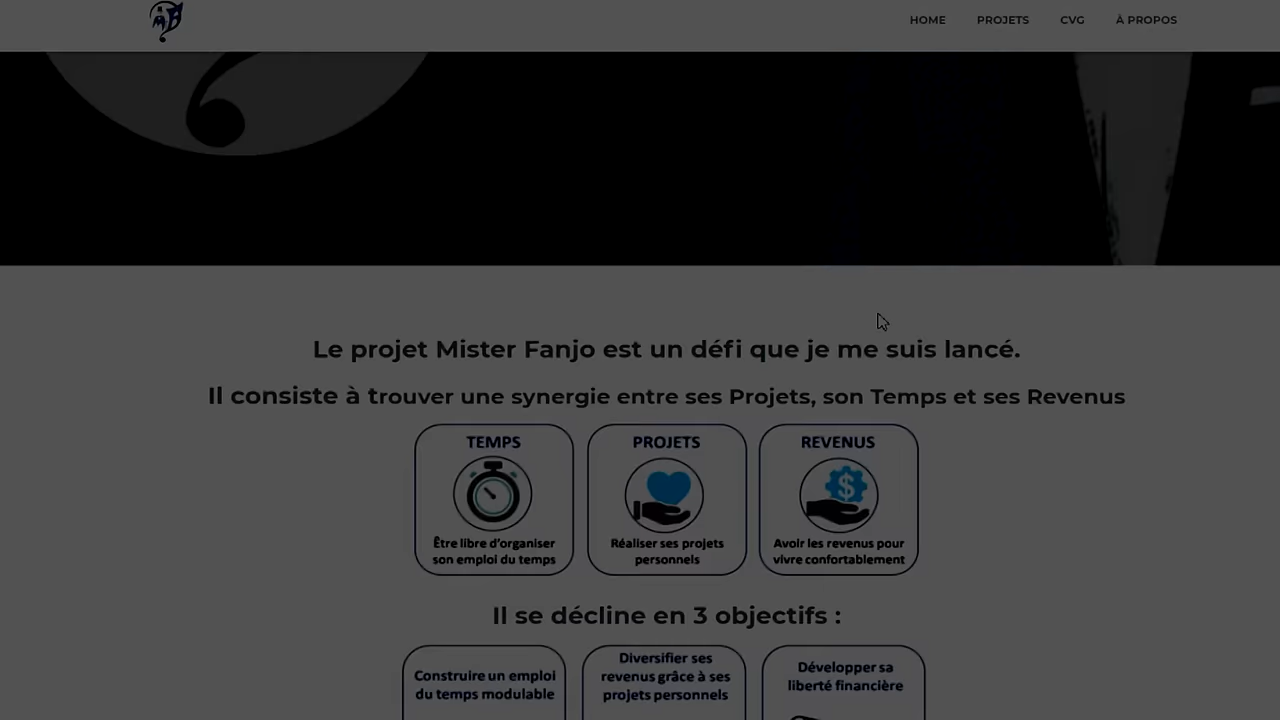 HOME PROJETS CVG À PROPOS
Le projet Mister Fanjo est un défi que je me suis lancé.
Il consiste à trouver une synergie entre ses Projets, son Temps et ses Revenus
TEMPS
Être libre d'organiser
son emploi du temps
PROJETS
Réaliser ses projets
personnels
REVENUS
$
Avoir les revenus pour
vivre confortablement
Il se décline en 3 objectifs :
Construire un emploi
du temps modulable
Diversifier ses
revenus grâce à ses
projets personnels
Développer sa
liberté financière